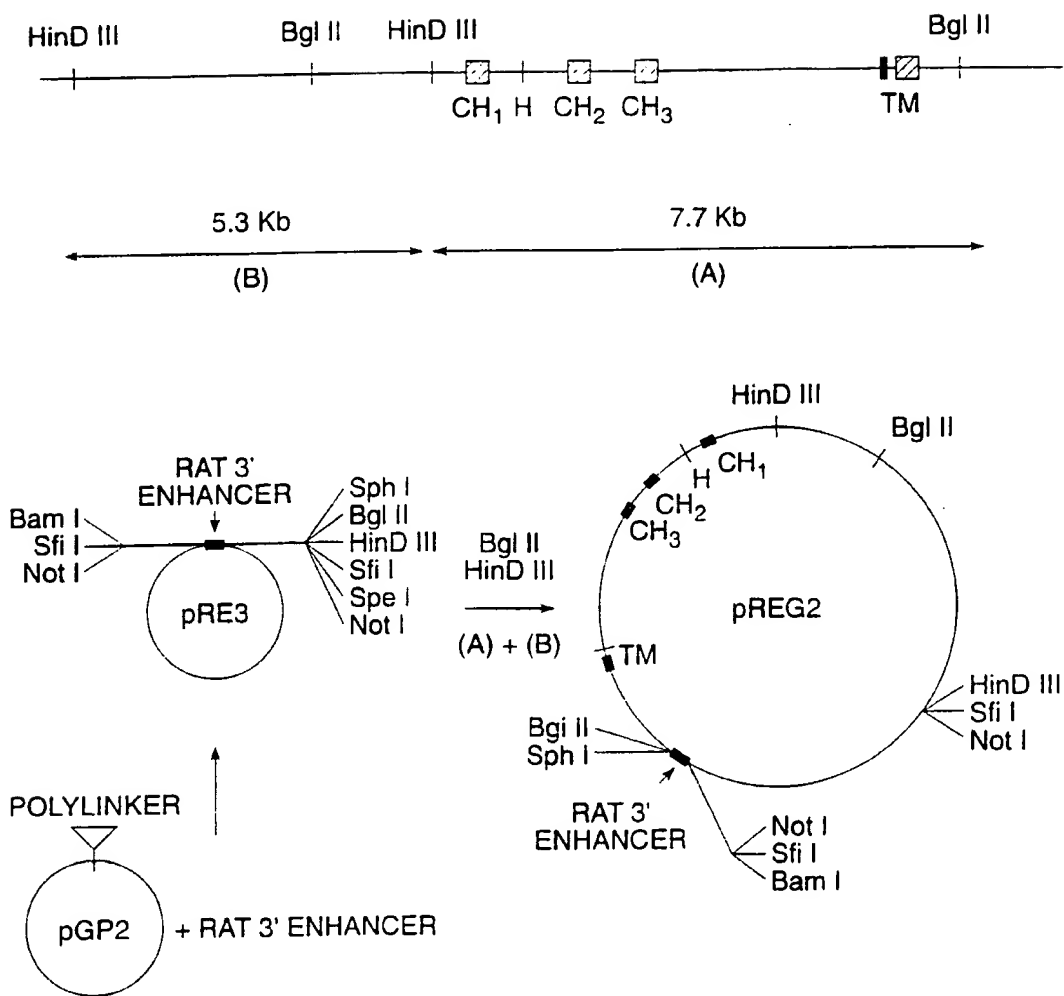 HinD III
Bgl II
HinD III
Bgl II
CH1 H CH2 CH3
TM
5.3 Kb
(B)
7.7 Kb
(A)
RAT 3'
ENHANCER
Bam I
Sfi I
Not I
Sph I
Bgl II
HinD III
Sfi I
Spe I
Not I
pRE3
Bgl II
HinD III
(A) + (B)
HinD III
Bgl II
CH1
H
CH2
CH3
pREG2
TM
Bgi II
Sph I
HinD III
Sfi I
Not I
RAT 3'
ENHANCER
Not I
Sfi I
Bam I
POLYLINKER
pGP2
+ RAT 3' ENHANCER